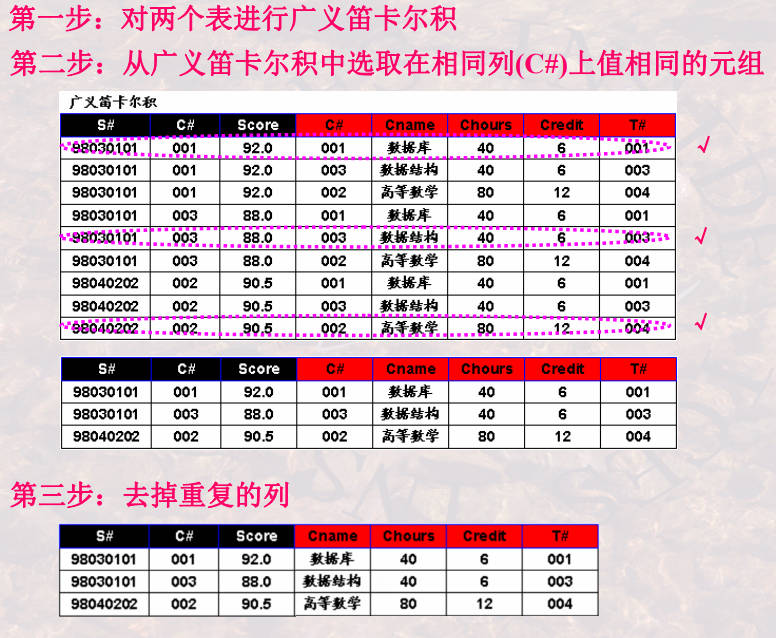 第一步：对两个表进行广义笛卡尔积
第二步：从广义笛卡尔积中选取在相同列(C#)上值相同的元组
广义笛卡尔积
S# C# Score C# Cname Chours Credit T#
98030101 001 92.0 001 数据库 40 6 001 √
98030101 001 92.0 003 数据结构 40 6 003
98030101 001 92.0 002 高等数学 80 12 004
98030101 003 88.0 001 数据库 40 6 001
98030101 003 88.0 003 数据结构 40 6 003 √
98030101 003 88.0 002 高等数学 80 12 004
98040202 002 90.5 001 数据库 40 6 001
98040202 002 90.5 003 数据结构 40 6 003
98040202 002 90.5 002 高等数学 80 12 004 √
S# C# Score C# Cname Chours Credit T#
98030101 001 92.0 001 数据库 40 6 001
98030101 003 88.0 003 数据结构 40 6 003
98040202 002 90.5 002 高等数学 80 12 004
第三步：去掉重复的列
S# C# Score Cname Chours Credit T#
98030101 001 92.0 数据库 40 6 001
98030101 003 88.0 数据结构 40 6 003
98040202 002 90.5 高等数学 80 12 004